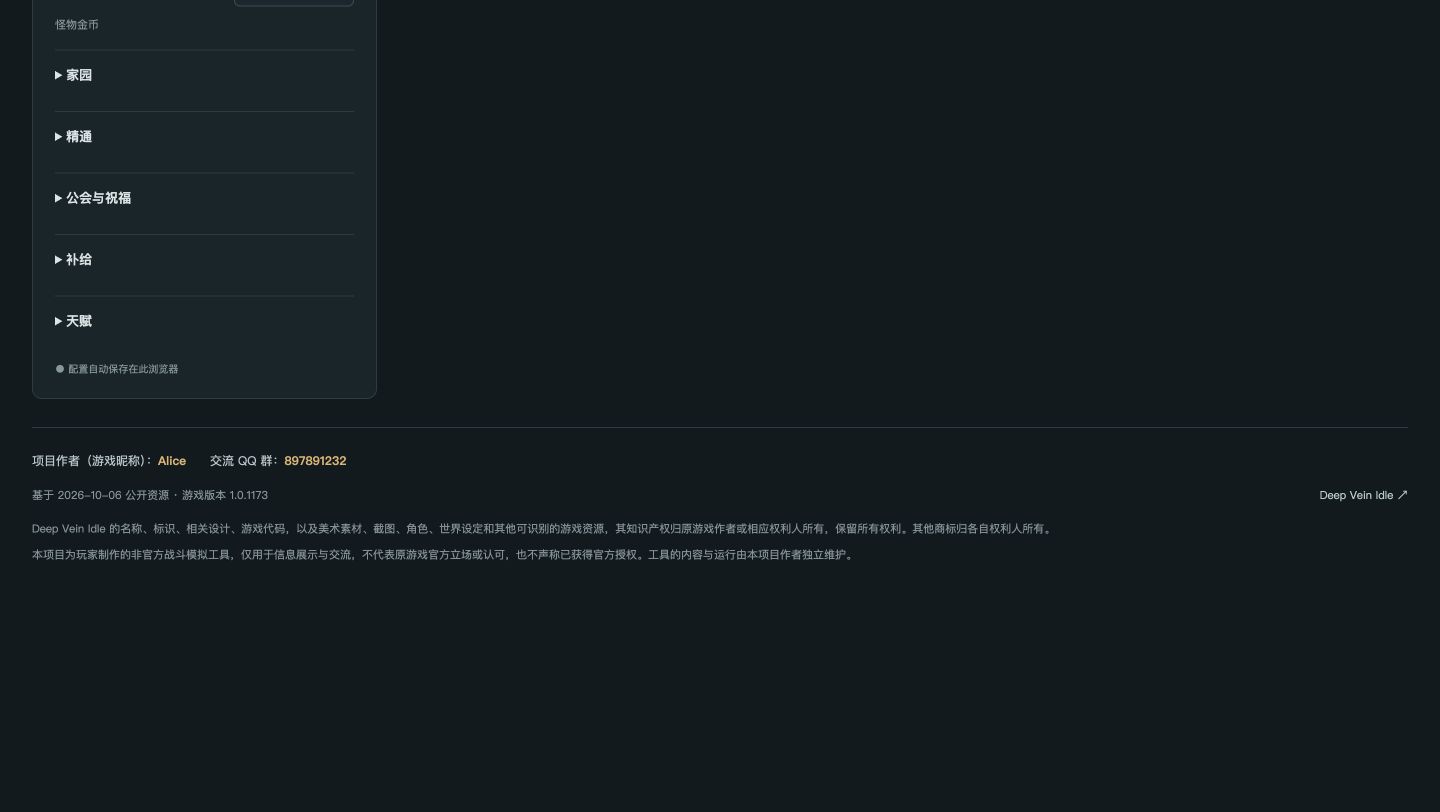 怪物金币
家园
精通
公会与祝福
补给
天赋
配置自动保存在此浏览器
项目作者（游戏昵称）：Alice 交流 QQ 群：897891232
基于 2026-10-06 公开资源 · 游戏版本 1.0.1173
Deep Vein Idle ↗
Deep Vein Idle 的名称、标识、相关设计、游戏代码，以及美术素材、截图、角色、世界设定和其他可识别的游戏资源，其知识产权归原游戏作者或相应权利人所有，保留所有权利。其他商标归各自权利人所有。
本项目为玩家制作的非官方战斗模拟工具，仅用于信息展示与交流，不代表原游戏官方立场或认可，也不声称已获得官方授权。工具的内容与运行由本项目作者独立维护。